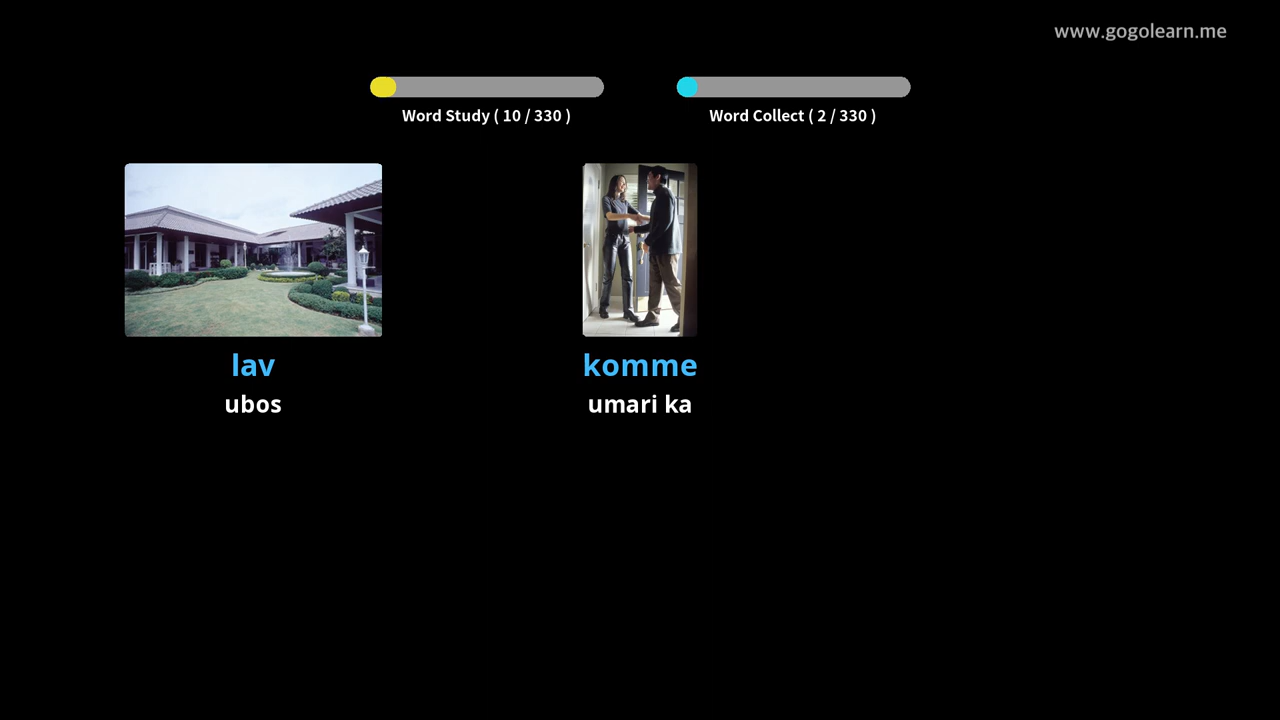 www.gogolearn.me
Word Study ( 10 / 330 )
Word Collect ( 2 / 330 )
lav
ubos
komme
umari ka